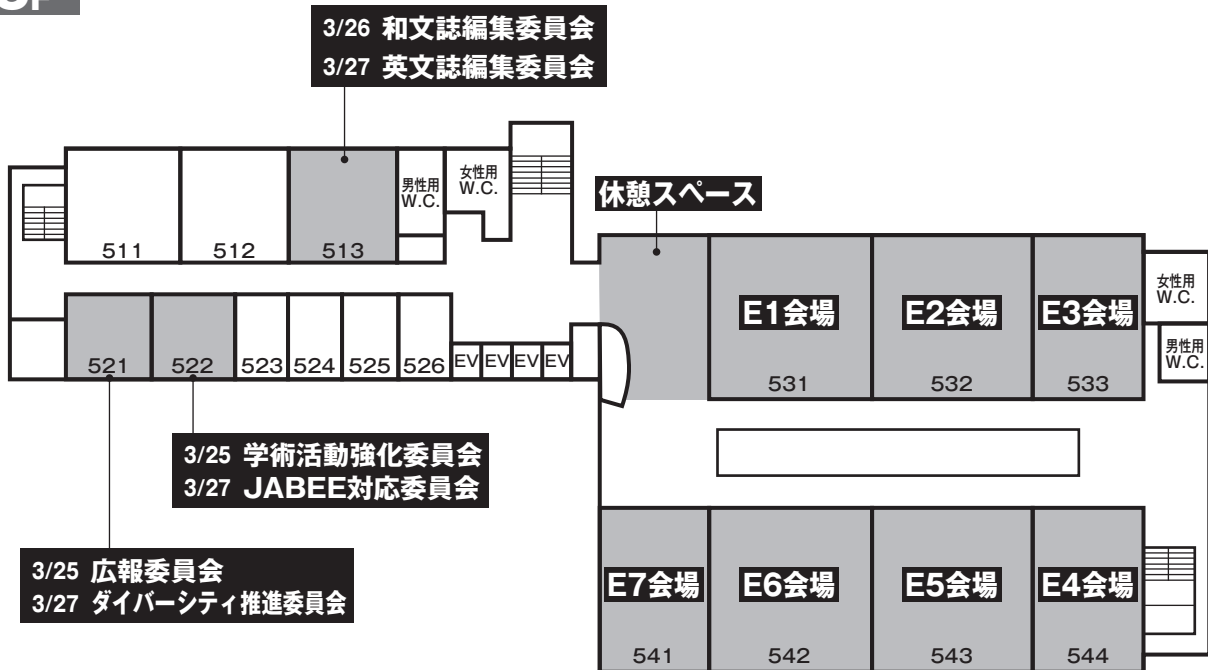 3/26 和文誌編集委員会
3/27 英文誌編集委員会
男性用
W.C.
女性用
W.C.
休憩スペース
511
512
513
女性用
W.C.
E1会場
E2会場
E3会場
男性用
W.C.
521
522
523
524
525
526
EV
EV
EV
EV
531
532
533
3/25 学術活動強化委員会
3/27 JABEE対応委員会
3/25 広報委員会
3/27 ダイバーシティ推進委員会
E7会場
E6会場
E5会場
E4会場
541
542
543
544